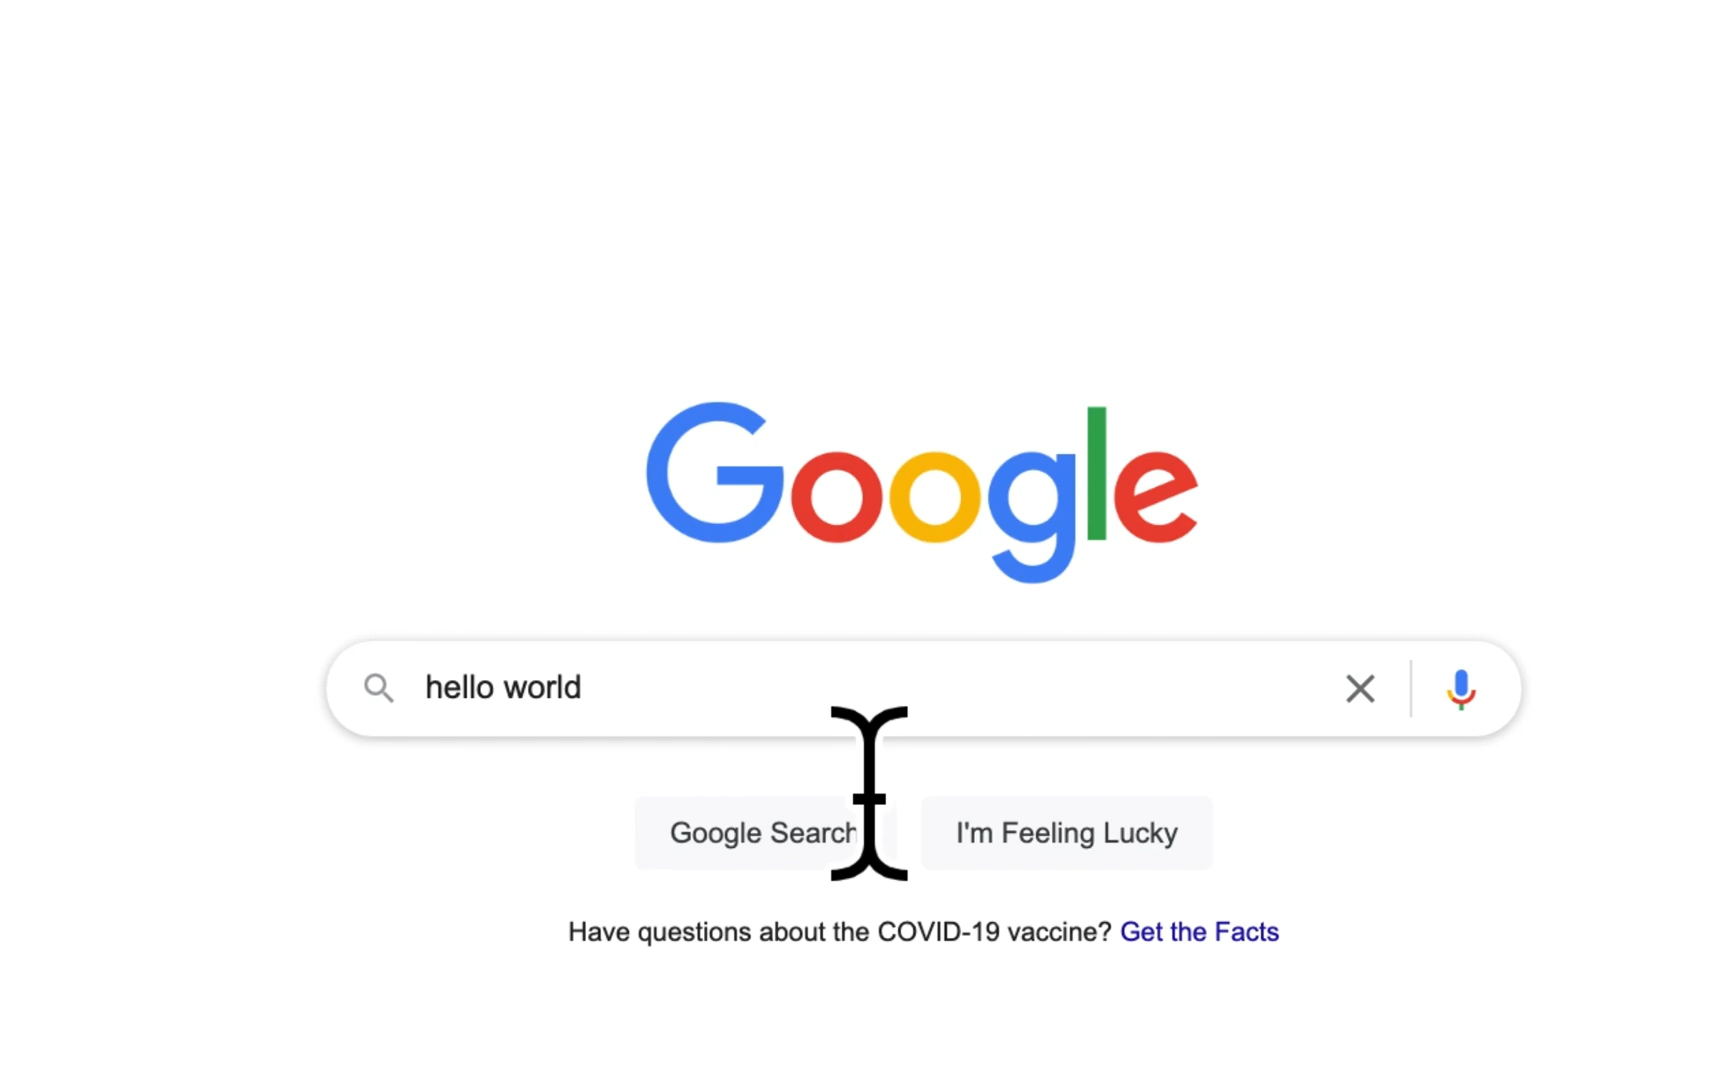 Google
hello world
Google Search
I'm Feeling Lucky
Have questions about the COVID-19 vaccine? Get the Facts